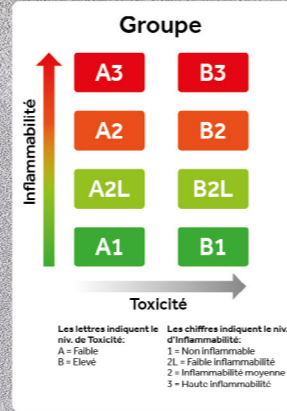 Groupe
Inflammabilité
A3 B3
A2 B2
A2L B2L
A1 B1
Toxicité
Les lettres indiquent le
niv. de Toxicité:
A = Faible
B = Elevé
Les chiffres indiquent le niv.
d'Inflammabilité:
1 = Non inflammable
2L = Faible inflammabilité
2 = Inflammabilité moyenne
3 = Haute inflammabilité